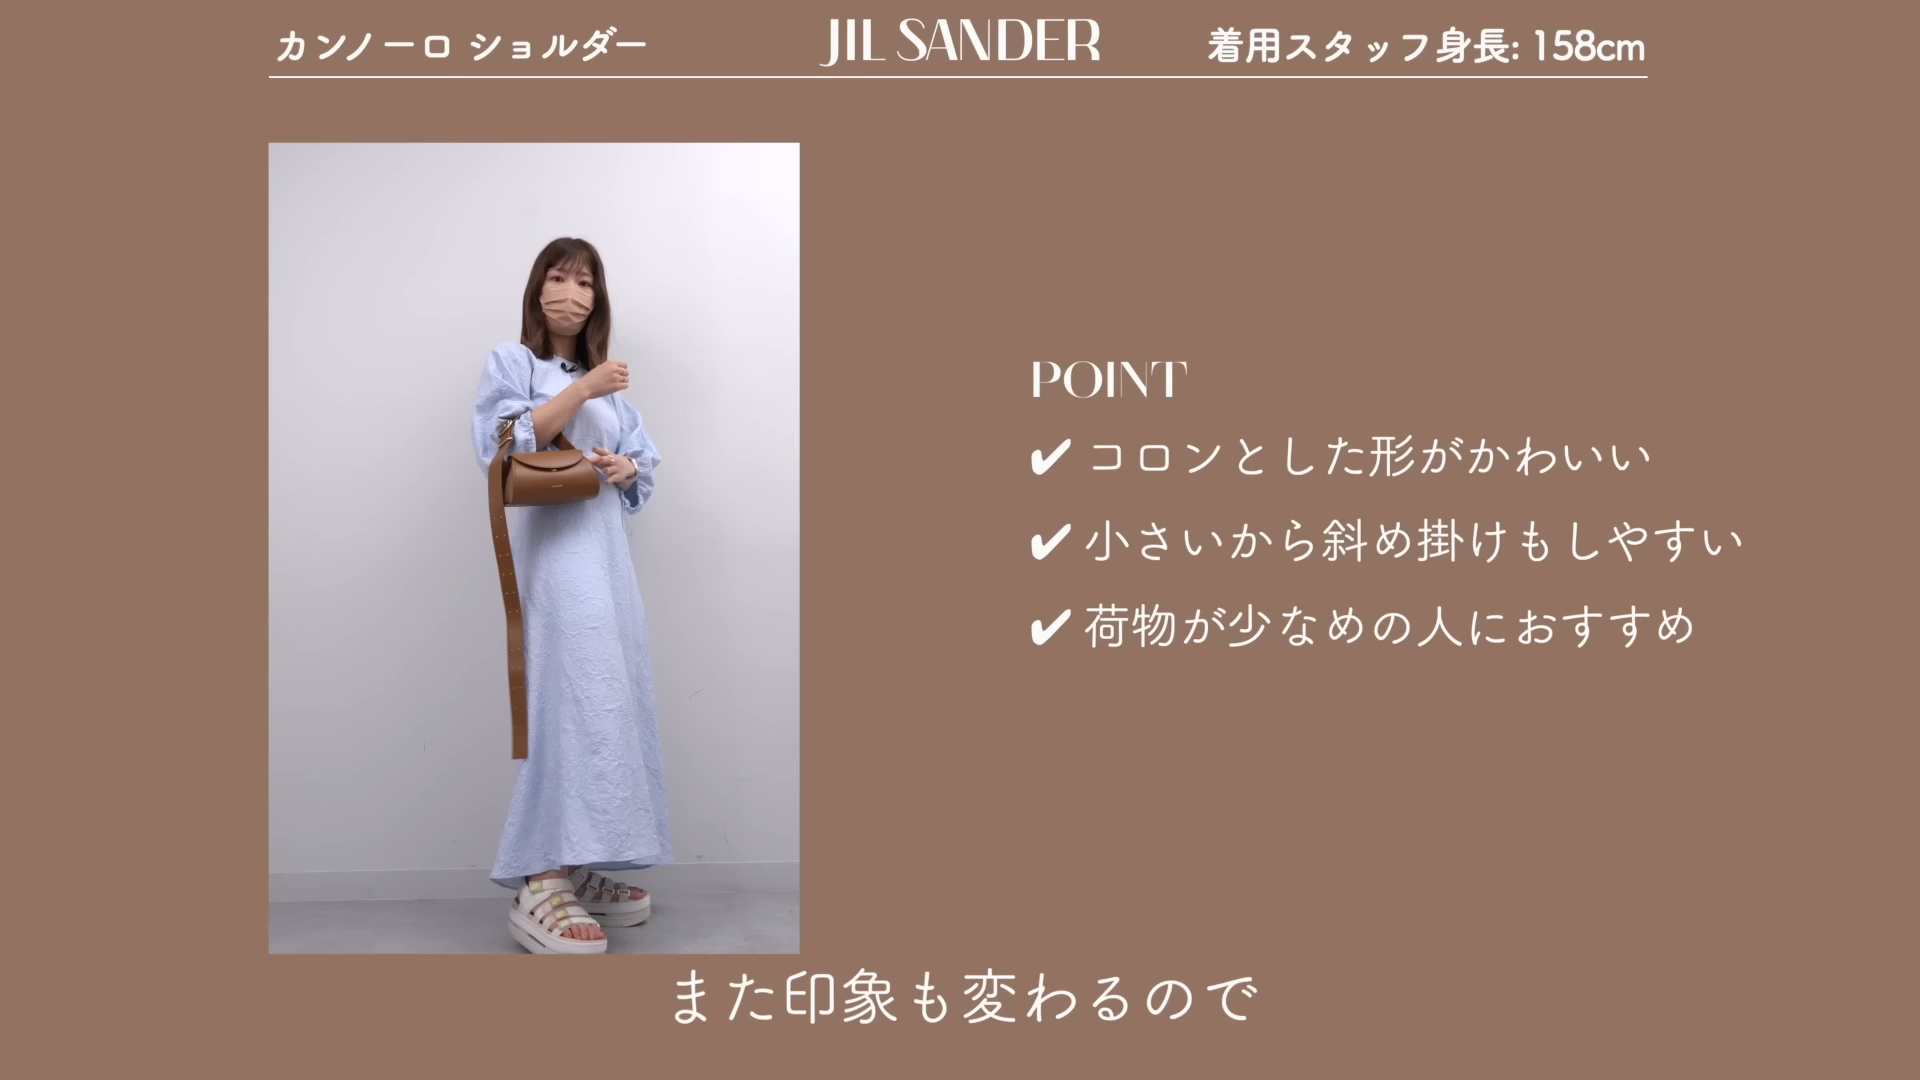 カンノーロ ショルダー
JIL SANDER
着用スタッフ身長: 158cm
POINT
✔ コロンとした形がかわいい
✔ 小さいから斜め掛けもしやすい
✔ 荷物が少なめの人におすすめ
また印象も変わるので